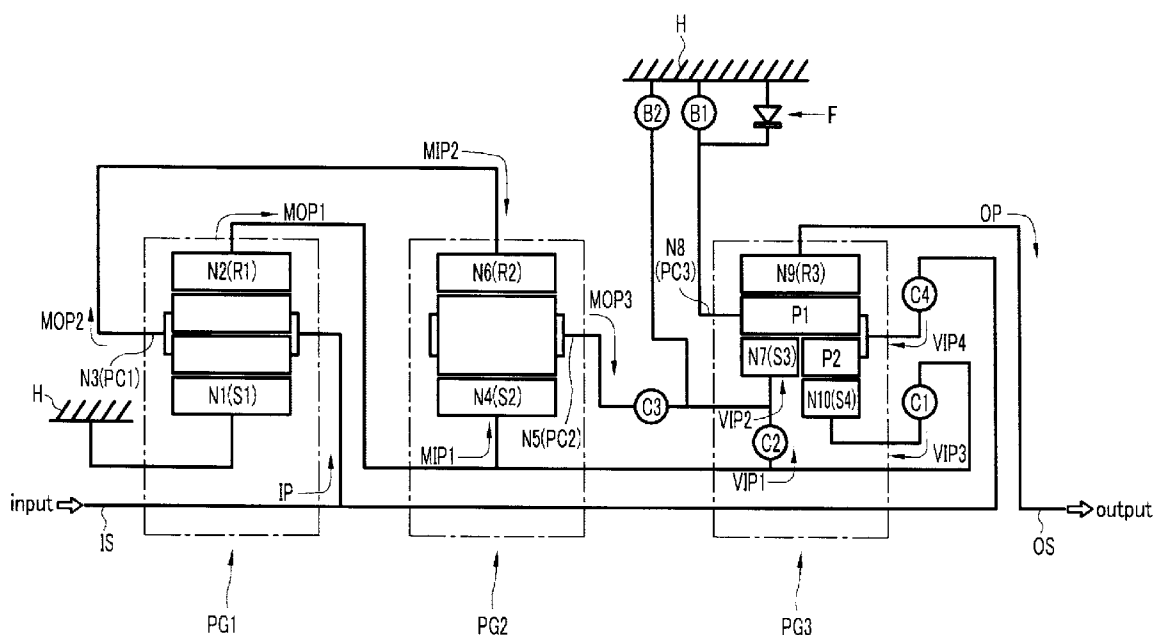 H
B2
B1
F
MIP2
MOP1
OP
N8
(PC3)
N2(R1)
N6(R2)
N9(R3)
MOP3
C4
MOP2
P1
VIP4
N3(PC1)
N7(S3)
P2
H
N1(S1)
N4(S2)
N10(S4)
C1
C3
VIP2
N5(PC2)
C2
MIP1
VIP3
IP
VIP1
input
output
IS
OS
PG1
PG2
PG3